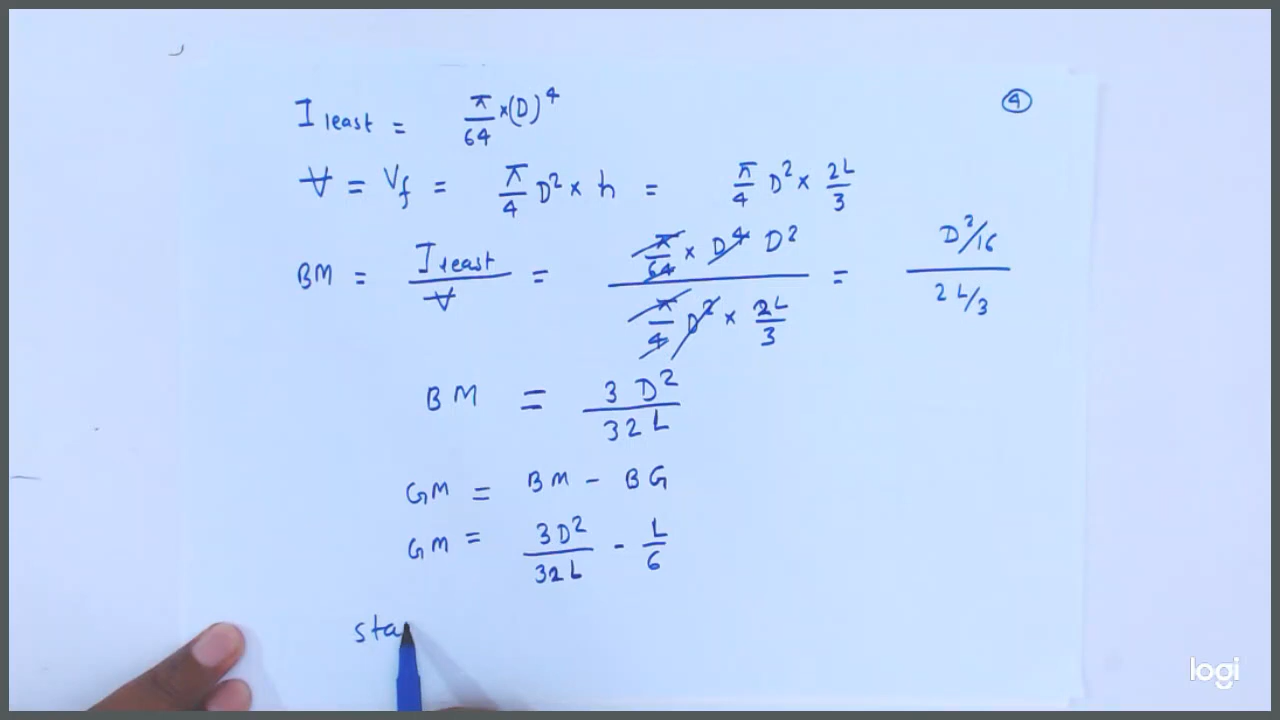 ④
I least = π/64 ×(D)^4
V = Vf = π/4 D² × h = π/4 D² × 2L/3
BM = I least/V = (π/64 × D^4 D²)/(π/4 D² × 2L/3) = (D²/16)/(2L/3)
BM = 3D²/32L
GM = BM - BG
GM = 3D²/32L - L/6
sta
logi